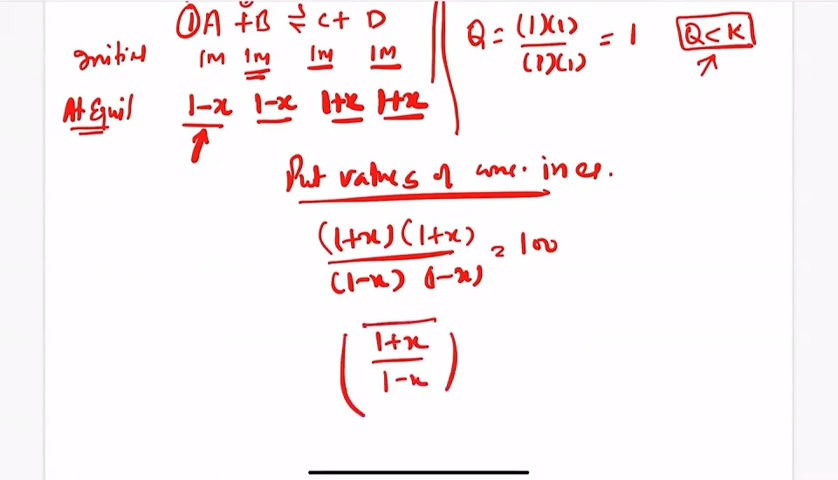 ①A + B ⇌ C + D
Initial 1M 1M 1M 1M
At Equil 1-x 1-x 1+x 1+x
Q = (1)(1) / (1)(1) = 1 Q < K
Put values of conc. in eq.
(1+x)(1+x) / (1-x)(1-x) = 100
(1+x / 1-x)